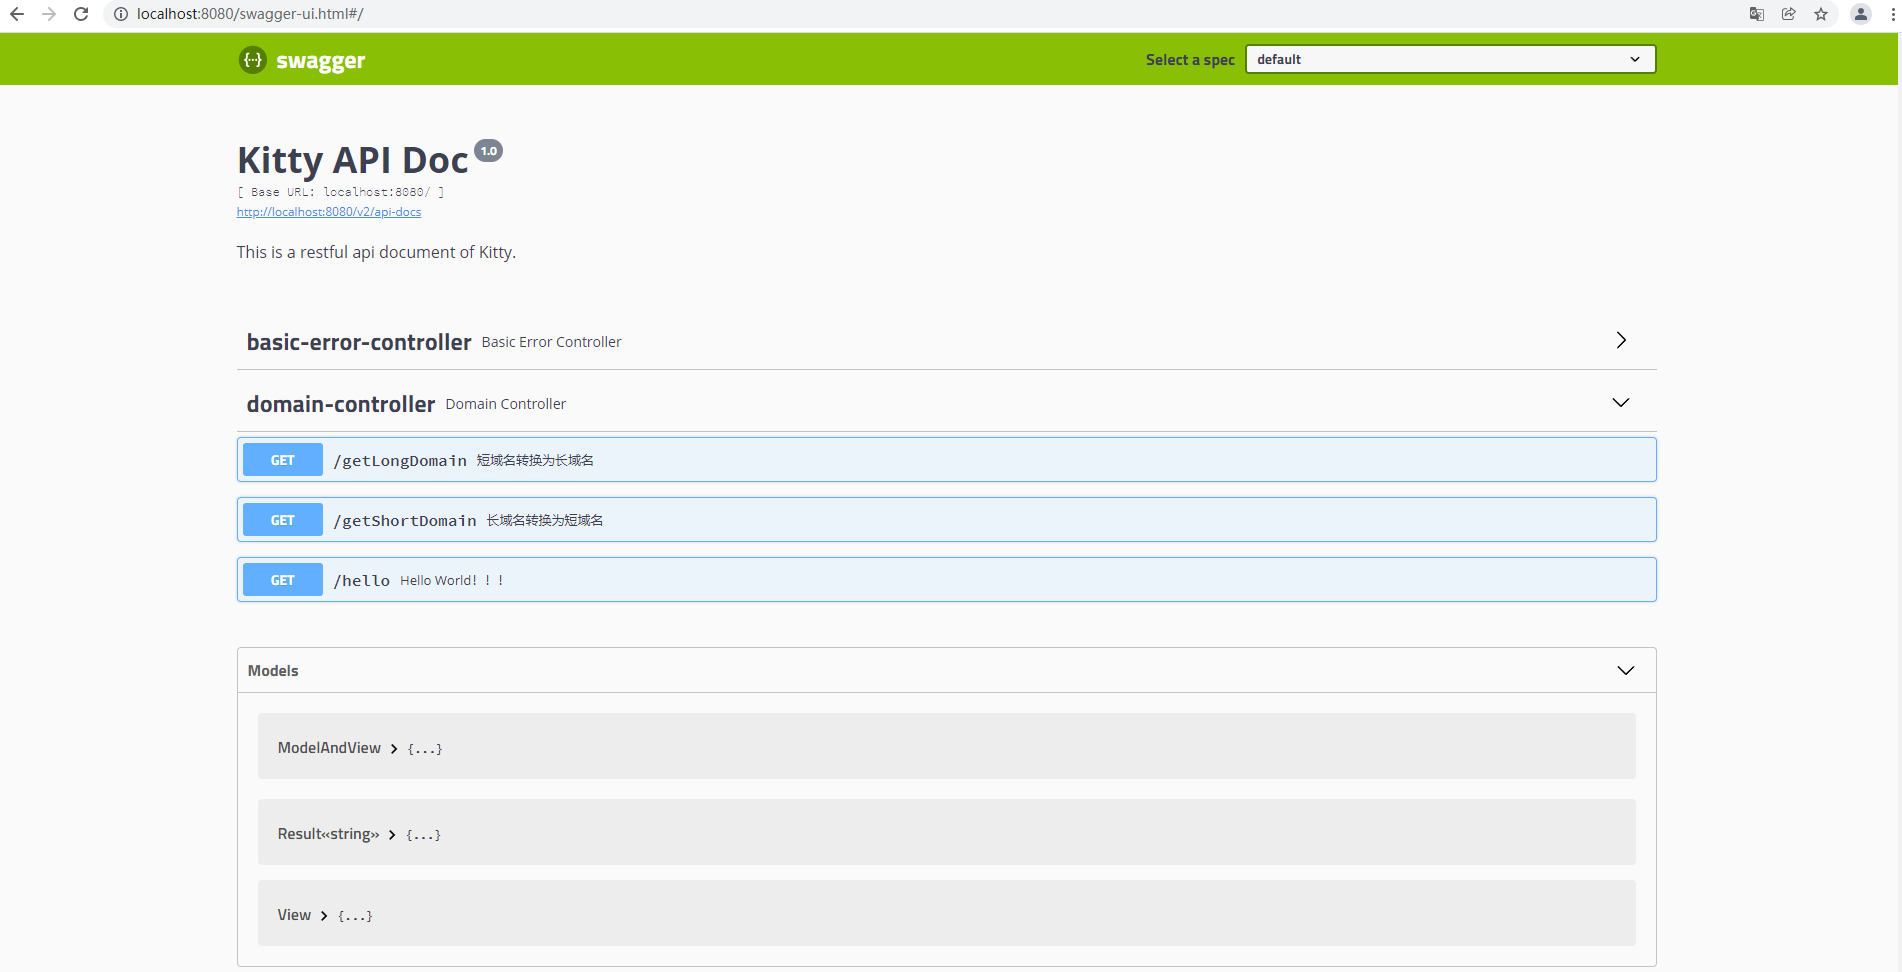 localhost:8080/swagger-ui.html#/
{··} swagger
Select a spec
default
Kitty API Doc 1.0
[ Base URL: localhost:8080/ ]
http://localhost:8080/v2/api-docs
This is a restful api document of Kitty.
basic-error-controller Basic Error Controller
domain-controller Domain Controller
GET /getLongDomain 短域名转换为长域名
GET /getShortDomain 长域名转换为短域名
GET /hello Hello World！！！
Models
ModelAndView > {...}
Result«string» > {...}
View > {...}